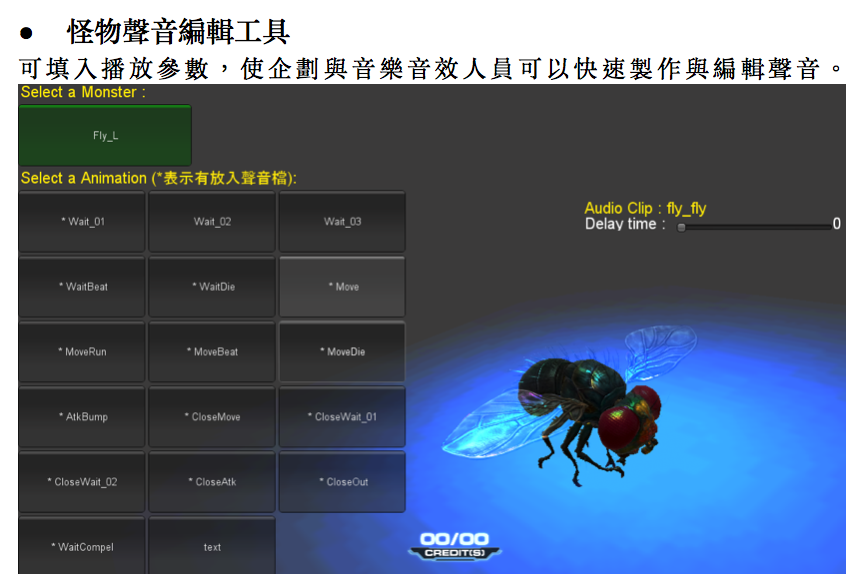 ● 怪物聲音編輯工具
可填入播放參數，使企劃與音樂音效人員可以快速製作與編輯聲音。
Select a Monster :
Fly_L
Select a Animation (*表示有放入聲音檔):
* Wait_01 Wait_02 Wait_03
Audio Clip : fly_fly
Delay time : 0
* WaitBeat * WaitDie * Move
* MoveRun * MoveBeat * MoveDie
* AtkBump * CloseMove * CloseWait_01
* CloseWait_02 * CloseAtk * CloseOut
* WaitCompel text
00/00
CREDIT(S)